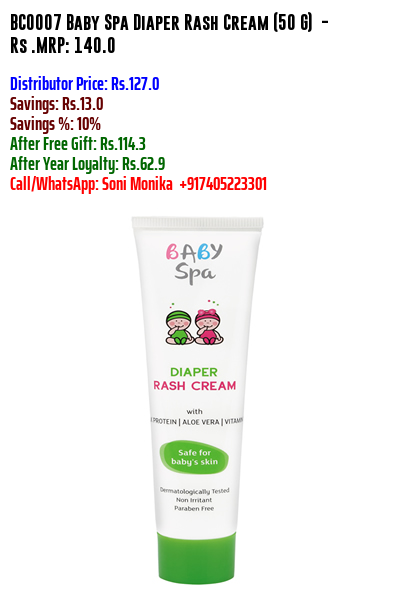 BC0007 Baby Spa Diaper Rash Cream (50 G) -
Rs .MRP: 140.0
Distributor Price: Rs.127.0
Savings: Rs.13.0
Savings %: 10%
After Free Gift: Rs.114.3
After Year Loyalty: Rs.62.9
Call/WhatsApp: Soni Monika +917405223301
BABY
Spa
DIAPER
RASH CREAM
with
PROTEIN | ALOE VERA |
Safe for
baby's skin
Dermatologically Tested
Non Irritant
Paraben Free